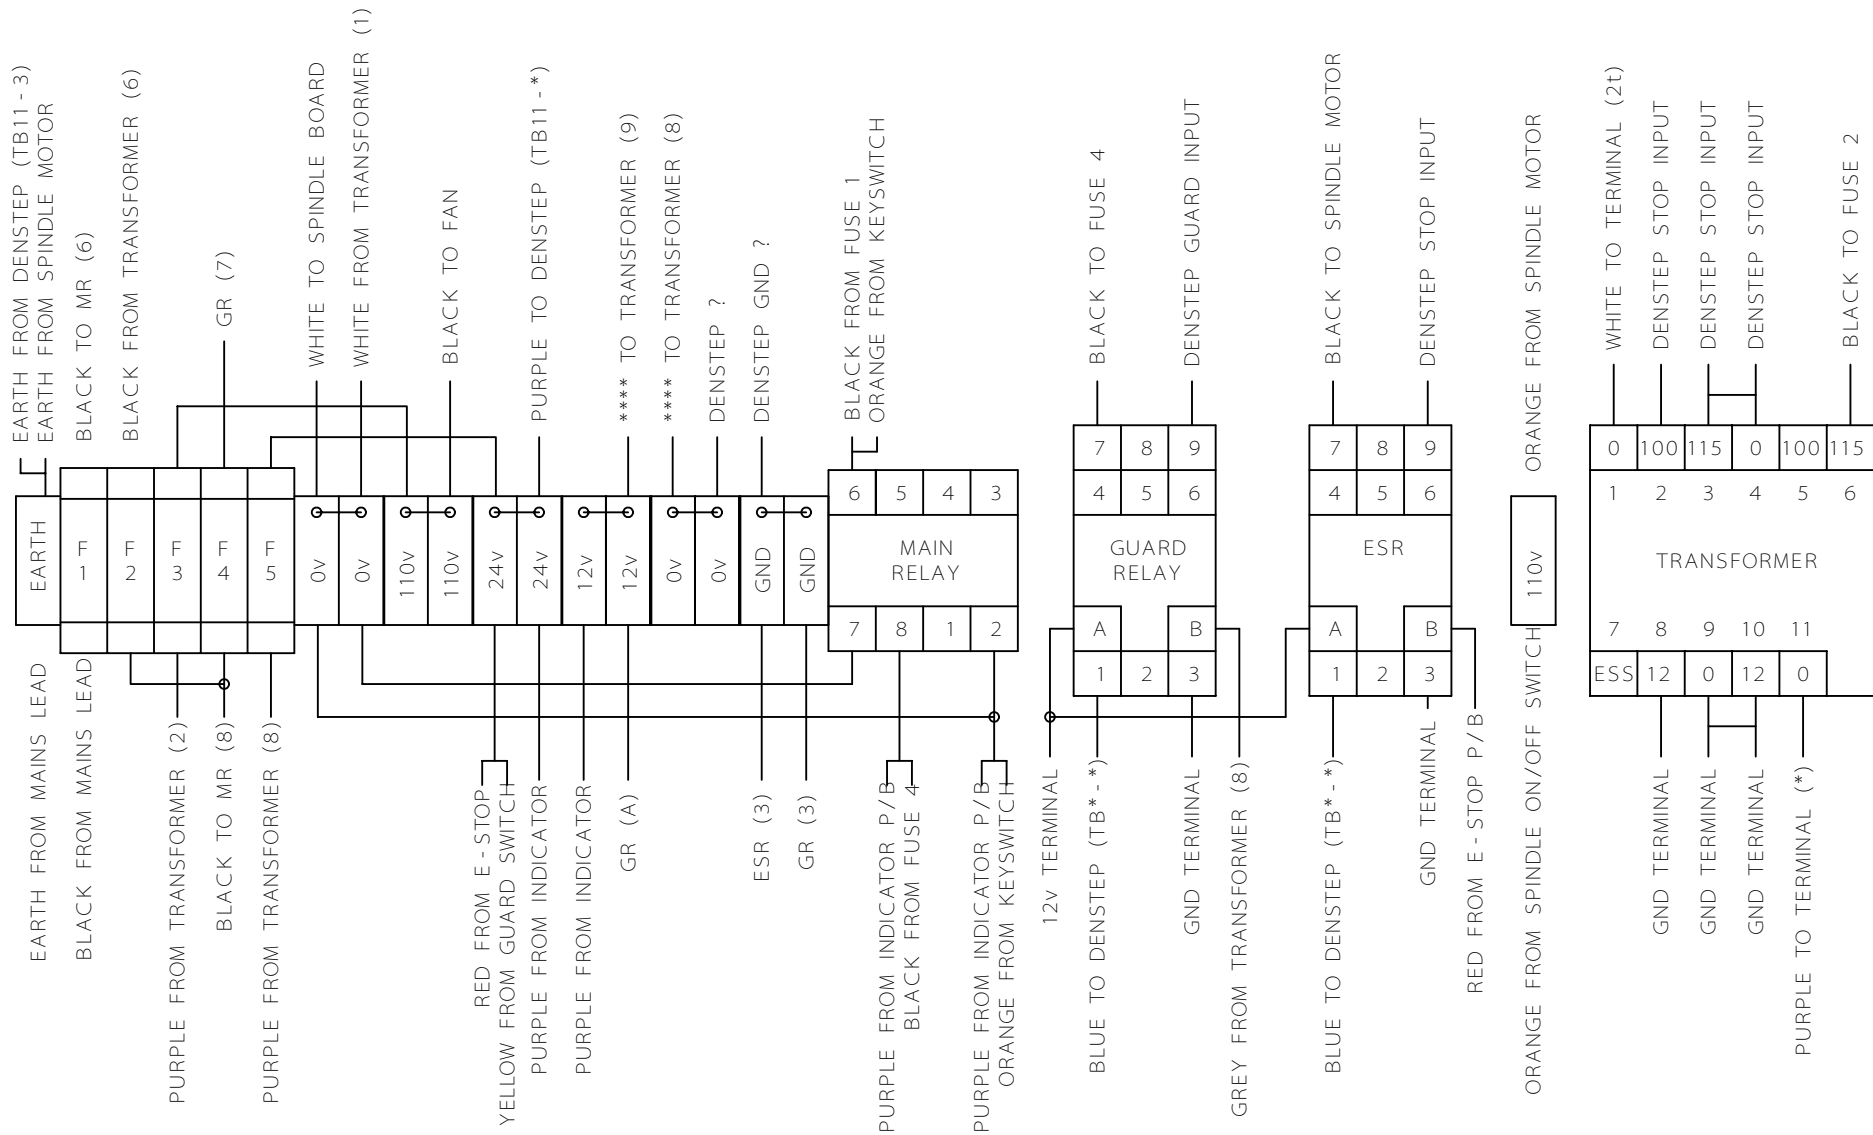 EARTH FROM DENSTEP (TB11-3)
EARTH FROM SPINDLE MOTOR
BLACK TO MR (6)
BLACK FROM TRANSFORMER (6)
GR (7)
WHITE TO SPINDLE BOARD
WHITE FROM TRANSFORMER (1)
BLACK TO FAN
PURPLE TO DENSTEP (TB11-*)
**** TO TRANSFORMER (9)
**** TO TRANSFORMER (8)
DENSTEP ?
DENSTEP GND ?
BLACK FROM FUSE 1
ORANGE FROM KEYSWITCH
BLACK TO FUSE 4
DENSTEP GUARD INPUT
BLACK TO SPINDLE MOTOR
DENSTEP STOP INPUT
ORANGE FROM SPINDLE MOTOR
WHITE TO TERMINAL (2t)
DENSTEP STOP INPUT
DENSTEP STOP INPUT
DENSTEP STOP INPUT
BLACK TO FUSE 2
EARTH
F 1
F 2
F 3
F 4
F 5
0v
0v
110v
110v
24v
24v
12v
12v
0v
0v
GND
GND
6 5 4 3
MAIN
RELAY
7 8 1 2
7 8 9
4 5 6
GUARD
RELAY
A B
1 2 3
7 8 9
4 5 6
ESR
A B
1 2 3
110v
0 100 115 0 100 115
1 2 3 4 5 6
TRANSFORMER
7 8 9 10 11
ESS 12 0 12 0
EARTH FROM MAINS LEAD
BLACK FROM MAINS LEAD
PURPLE FROM TRANSFORMER (2)
BLACK TO MR (8)
PURPLE FROM TRANSFORMER (8)
RED FROM E-STOP
YELLOW FROM GUARD SWITCH
PURPLE FROM INDICATOR
PURPLE FROM INDICATOR
GR (A)
ESR (3)
GR (3)
PURPLE FROM INDICATOR P/B
BLACK FROM FUSE 4
PURPLE FROM INDICATOR P/B
ORANGE FROM KEYSWITCH
12v TERMINAL
BLUE TO DENSTEP (TB*-*)
GND TERMINAL
GREY FROM TRANSFORMER (8)
BLUE TO DENSTEP (TB*-*)
GND TERMINAL
RED FROM E-STOP P/B
ORANGE FROM SPINDLE ON/OFF SWITCH
GND TERMINAL
GND TERMINAL
GND TERMINAL
PURPLE TO TERMINAL (*)